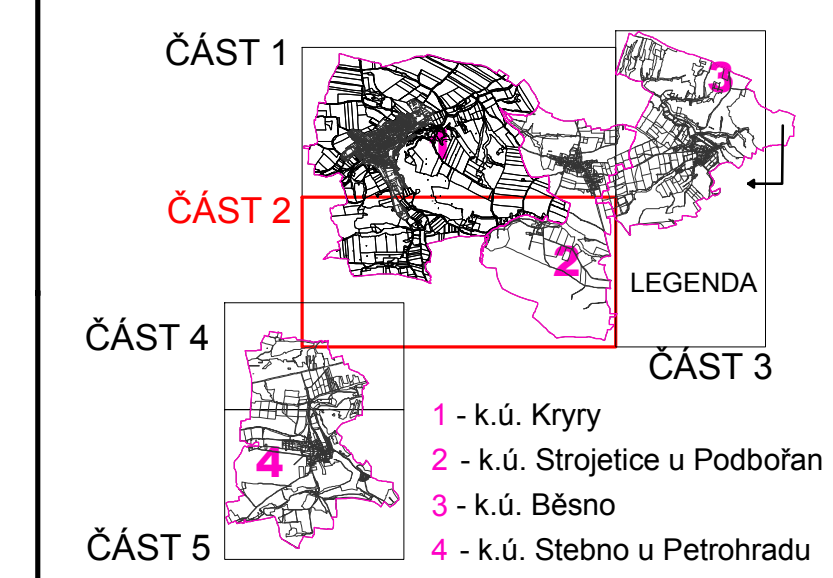 ČÁST 1
3
1
ČÁST 2
2
LEGENDA
ČÁST 4
ČÁST 3
1 - k.ú. Kryry
2 - k.ú. Strojetice u Podbořan
4
3 - k.ú. Běsno
ČÁST 5
4 - k.ú. Stebno u Petrohradu